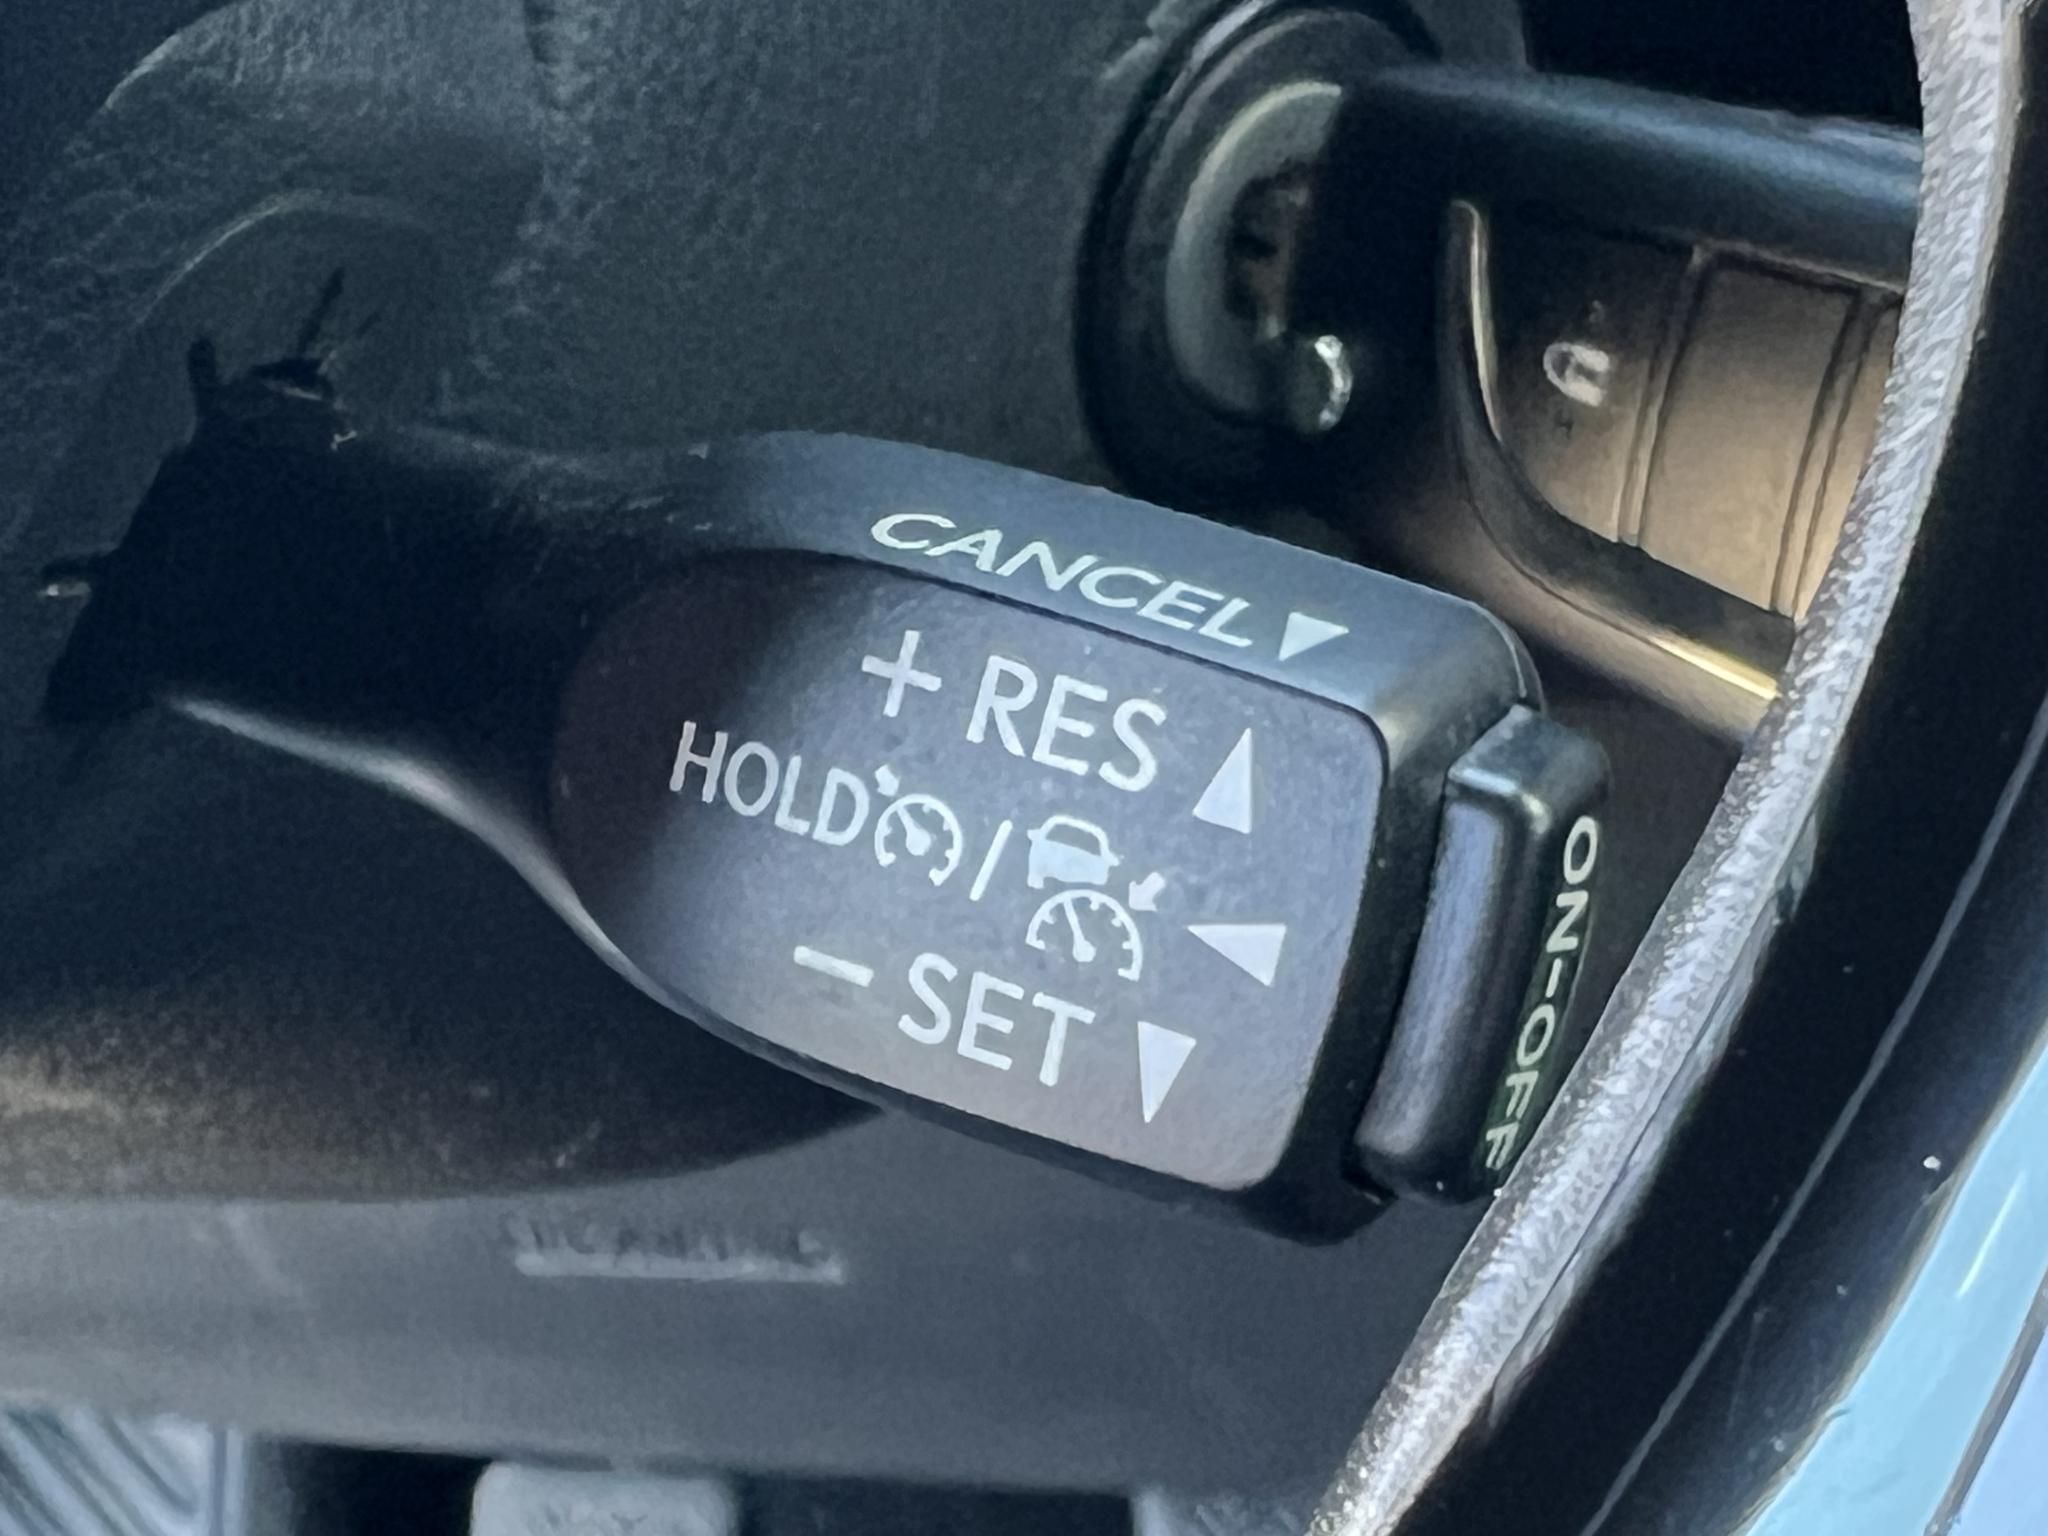 CANCEL
+ RES
HOLD /
– SET
ON-OFF